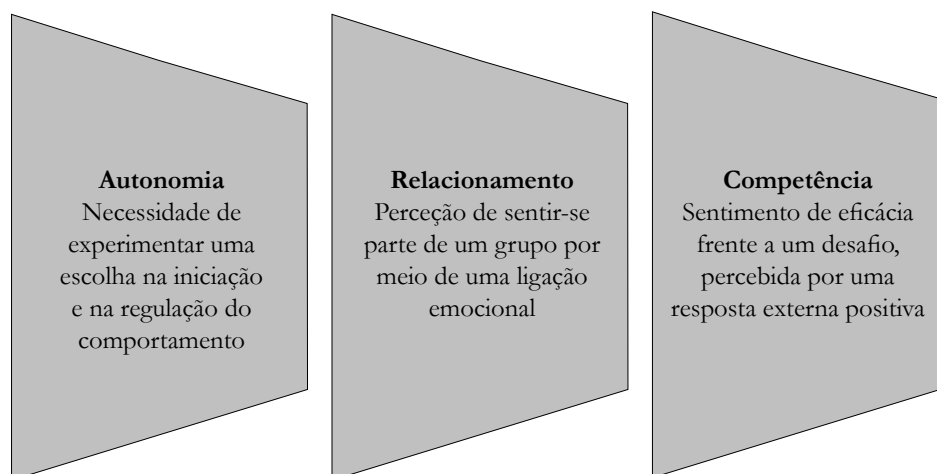 Autonomia
Necessidade de
experimentar uma
escolha na iniciação
e na regulação do
comportamento
Relacionamento
Perceção de sentir-se
parte de um grupo por
meio de uma ligação
emocional
Competência
Sentimento de eficácia
frente a um desafio,
percebida por uma
resposta externa positiva